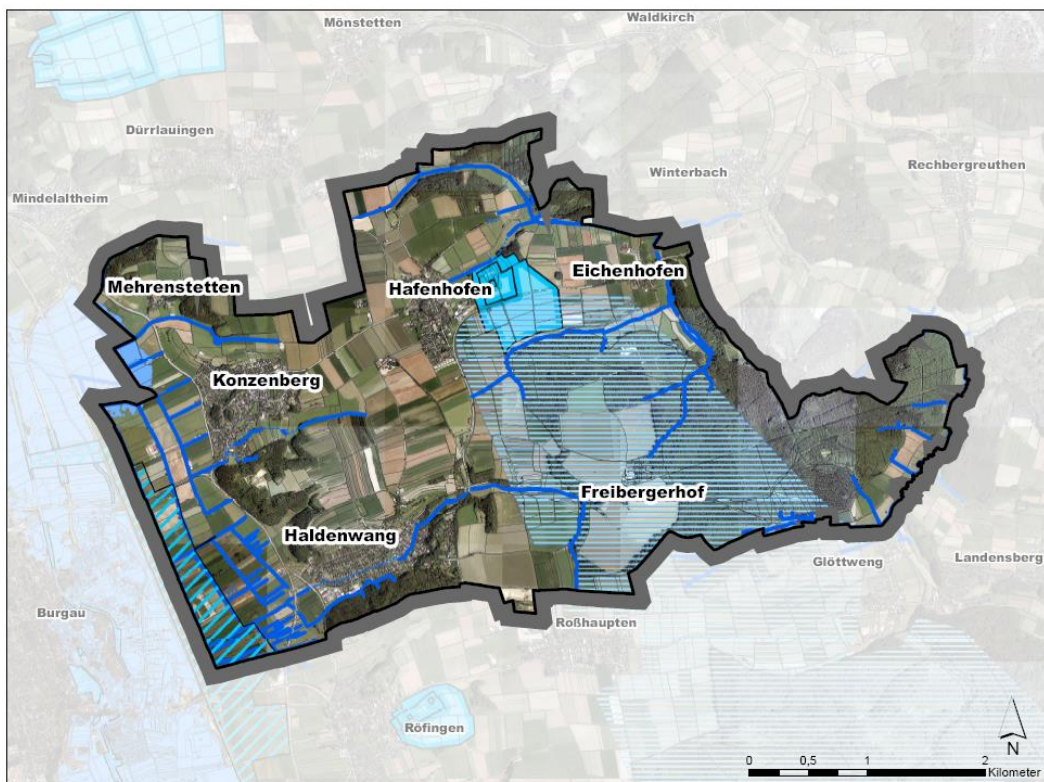 Mönstetten
Waldkirch
Dürrlauingen
Winterbach
Rechbergreuthen
Mindelaltheim
Mehrenstetten
Hafenhofen
Eichenhofen
Konzenberg
Freibergerhof
Haldenwang
Glöttweng
Landensberg
Burgau
Roßhaupten
Röfingen
N
0 0,5 1 2
Kilometer